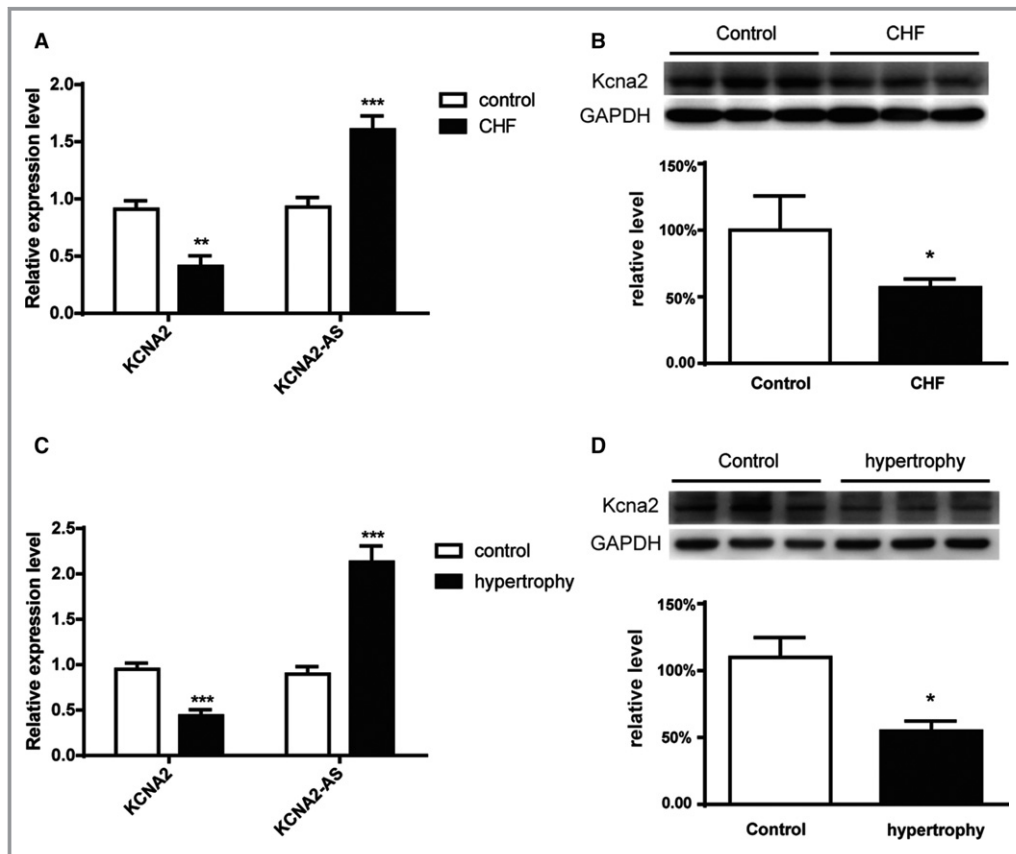 A
2.0
1.5
1.0
0.5
0.0
Relative expression level
control
CHF
**
***
KCNA2
KCNA2-AS
B
Control CHF
Kcna2
GAPDH
150%
100%
50%
0.00
relative level
*
Control CHF
C
2.5
2.0
1.5
1.0
0.5
0.0
Relative expression level
control
hypertrophy
***
***
KCNA2
KCNA2-AS
D
Control hypertrophy
Kcna2
GAPDH
150%
100%
50%
0.00
relative level
*
Control hypertrophy